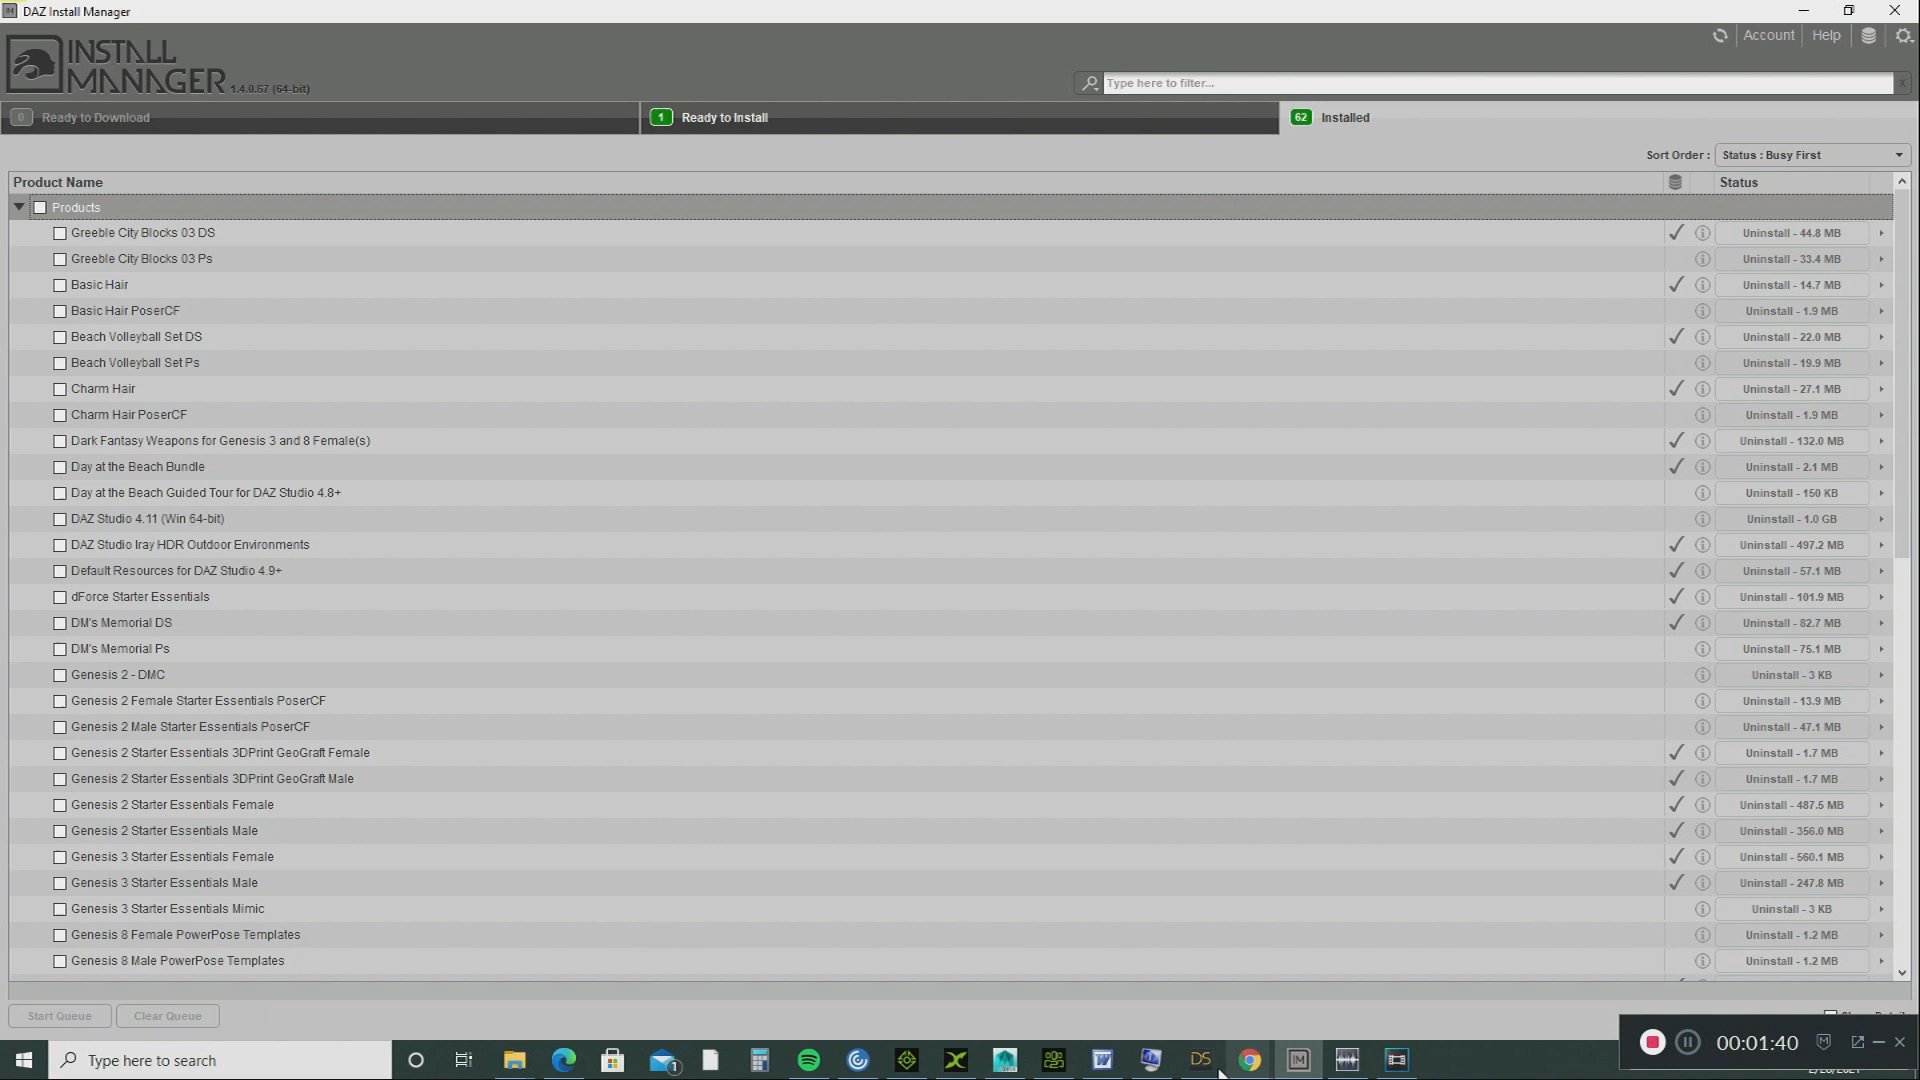 DAZ Install Manager
INSTALL
MANAGER 1.4.0.67 (64-bit)
Account Help
Type here to filter...
0 Ready to Download
1 Ready to Install
62 Installed
Sort Order : Status : Busy First
Product Name Status
Products
Greeble City Blocks 03 DS Uninstall - 44.8 MB
Greeble City Blocks 03 Ps Uninstall - 33.4 MB
Basic Hair Uninstall - 14.7 MB
Basic Hair PoserCF Uninstall - 1.9 MB
Beach Volleyball Set DS Uninstall - 22.0 MB
Beach Volleyball Set Ps Uninstall - 19.9 MB
Charm Hair Uninstall - 27.1 MB
Charm Hair PoserCF Uninstall - 1.9 MB
Dark Fantasy Weapons for Genesis 3 and 8 Female(s) Uninstall - 132.0 MB
Day at the Beach Bundle Uninstall - 2.1 MB
Day at the Beach Guided Tour for DAZ Studio 4.8+ Uninstall - 150 KB
DAZ Studio 4.11 (Win 64-bit) Uninstall - 1.0 GB
DAZ Studio Iray HDR Outdoor Environments Uninstall - 497.2 MB
Default Resources for DAZ Studio 4.9+ Uninstall - 57.1 MB
dForce Starter Essentials Uninstall - 101.9 MB
DM's Memorial DS Uninstall - 82.7 MB
DM's Memorial Ps Uninstall - 75.1 MB
Genesis 2 - DMC Uninstall - 3 KB
Genesis 2 Female Starter Essentials PoserCF Uninstall - 13.9 MB
Genesis 2 Male Starter Essentials PoserCF Uninstall - 47.1 MB
Genesis 2 Starter Essentials 3DPrint GeoGraft Female Uninstall - 1.7 MB
Genesis 2 Starter Essentials 3DPrint GeoGraft Male Uninstall - 1.7 MB
Genesis 2 Starter Essentials Female Uninstall - 487.5 MB
Genesis 2 Starter Essentials Male Uninstall - 356.0 MB
Genesis 3 Starter Essentials Female Uninstall - 560.1 MB
Genesis 3 Starter Essentials Male Uninstall - 247.8 MB
Genesis 3 Starter Essentials Mimic Uninstall - 3 KB
Genesis 8 Female PowerPose Templates Uninstall - 1.2 MB
Genesis 8 Male PowerPose Templates Uninstall - 1.2 MB
Start Queue Clear Queue
00:01:40
Type here to search
1
DS
IM